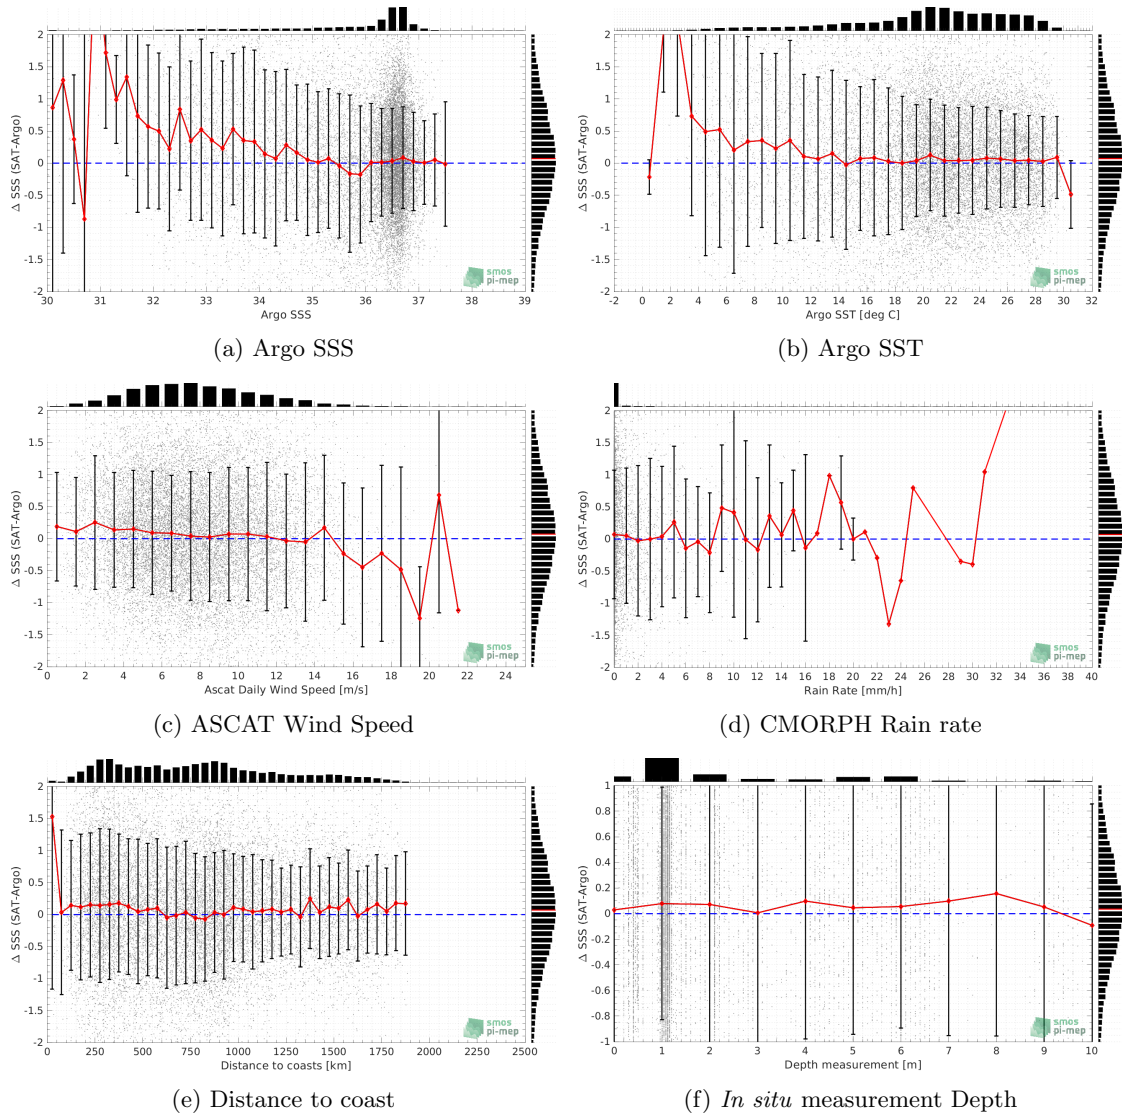 2
1.5
1
0.5
0
-0.5
-1
-1.5
-2
Δ SSS (SAT-Argo)
30 31 32 33 34 35 36 37 38 39
Argo SSS
smos
pi-mep
(a) Argo SSS
2
1.5
1
0.5
0
-0.5
-1
-1.5
-2
Δ SSS (SAT-Argo)
-2 0 2 4 6 8 10 12 14 16 18 20 22 24 26 28 30 32
Argo SST [deg C]
smos
pi-mep
(b) Argo SST
2
1.5
1
0.5
0
-0.5
-1
-1.5
-2
Δ SSS (SAT-Argo)
0 2 4 6 8 10 12 14 16 18 20 22 24
Ascat Daily Wind Speed [m/s]
smos
pi-mep
(c) ASCAT Wind Speed
2
1.5
1
0.5
0
-0.5
-1
-1.5
-2
Δ SSS (SAT-Argo)
0 2 4 6 8 10 12 14 16 18 20 22 24 26 28 30 32 34 36 38 40
Rain Rate [mm/h]
smos
pi-mep
(d) CMORPH Rain rate
2
1.5
1
0.5
0
-0.5
-1
-1.5
-2
Δ SSS (SAT-Argo)
0 250 500 750 1000 1250 1500 1750 2000 2250 2500
Distance to coasts [km]
smos
pi-mep
(e) Distance to coast
1
0.8
0.6
0.4
0.2
0
-0.2
-0.4
-0.6
-0.8
-1
Δ SSS (SAT-Argo)
0 1 2 3 4 5 6 7 8 9 10
Depth measurement [m]
smos
pi-mep
(f) In situ measurement Depth